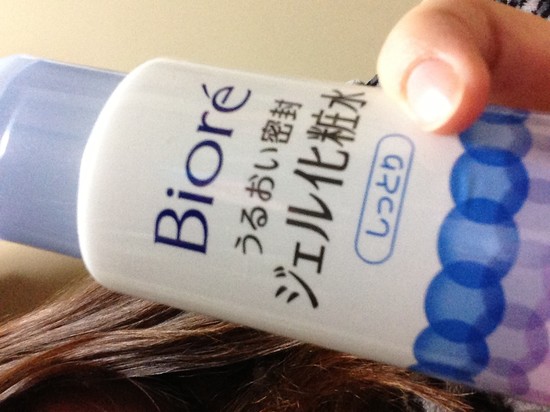 Bioré
うるおい密封
ジェル化粧水
しっとり